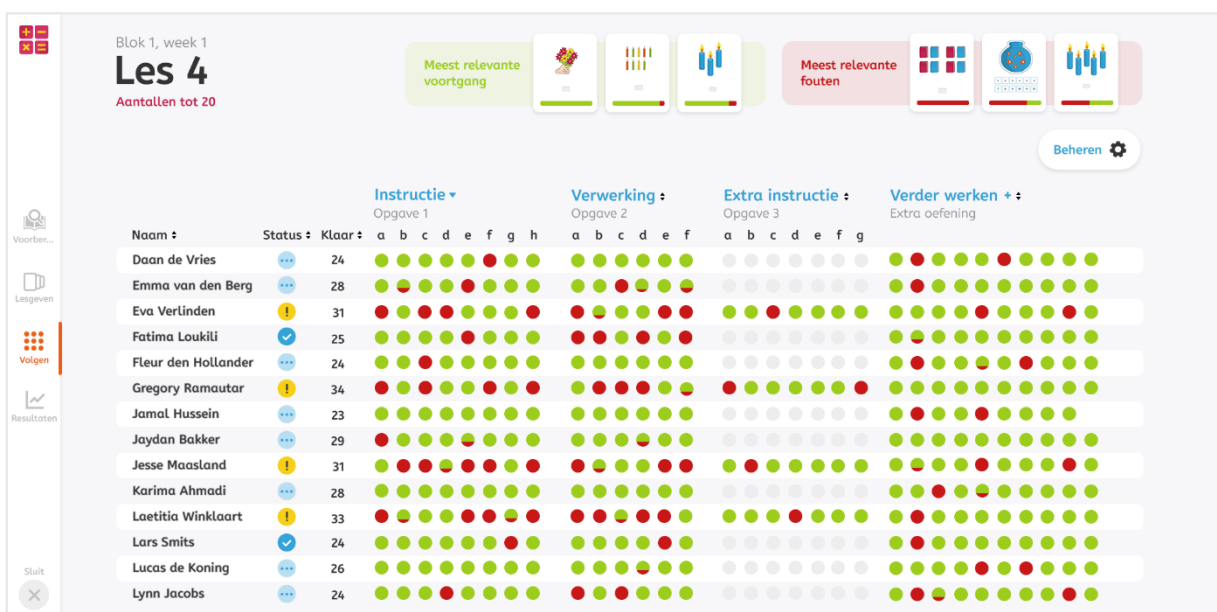 Blok 1, week 1
Les 4
Aantallen tot 20
Meest relevante voortgang
Meest relevante fouten
Beheren
Voorber...
Lesgeven
Volgen
Resultaten
Sluit
Instructie Verwerking Extra instructie Verder werken +
Opgave 1 Opgave 2 Opgave 3 Extra oefening
Naam Status Klaar a b c d e f g h a b c d e f a b c d e f g
Daan de Vries 24
Emma van den Berg 28
Eva Verlinden ! 31
Fatima Loukili 25
Fleur den Hollander 24
Gregory Ramautar ! 34
Jamal Hussein 23
Jaydan Bakker 29
Jesse Maasland ! 31
Karima Ahmadi 28
Laetitia Winklaart ! 33
Lars Smits 24
Lucas de Koning 26
Lynn Jacobs 24